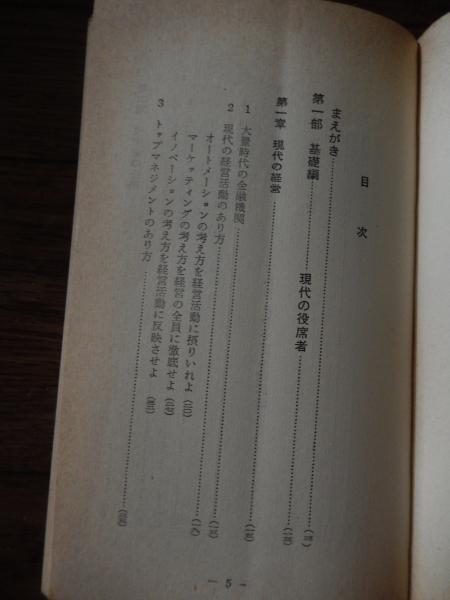 目次
まえがき
第一部 基礎編 現代の役席者
第一章 現代の経営
1 大量時代の金融機関
2 現代の経営活動のあり方
オートメーションの考え方を経営活動に摂りいれよ
マーケッティングの考え方を経営の全員に徹底せよ
イノベーションの考え方を経営活動に反映させよ
3 トップマネジメントのあり方
— 5 —